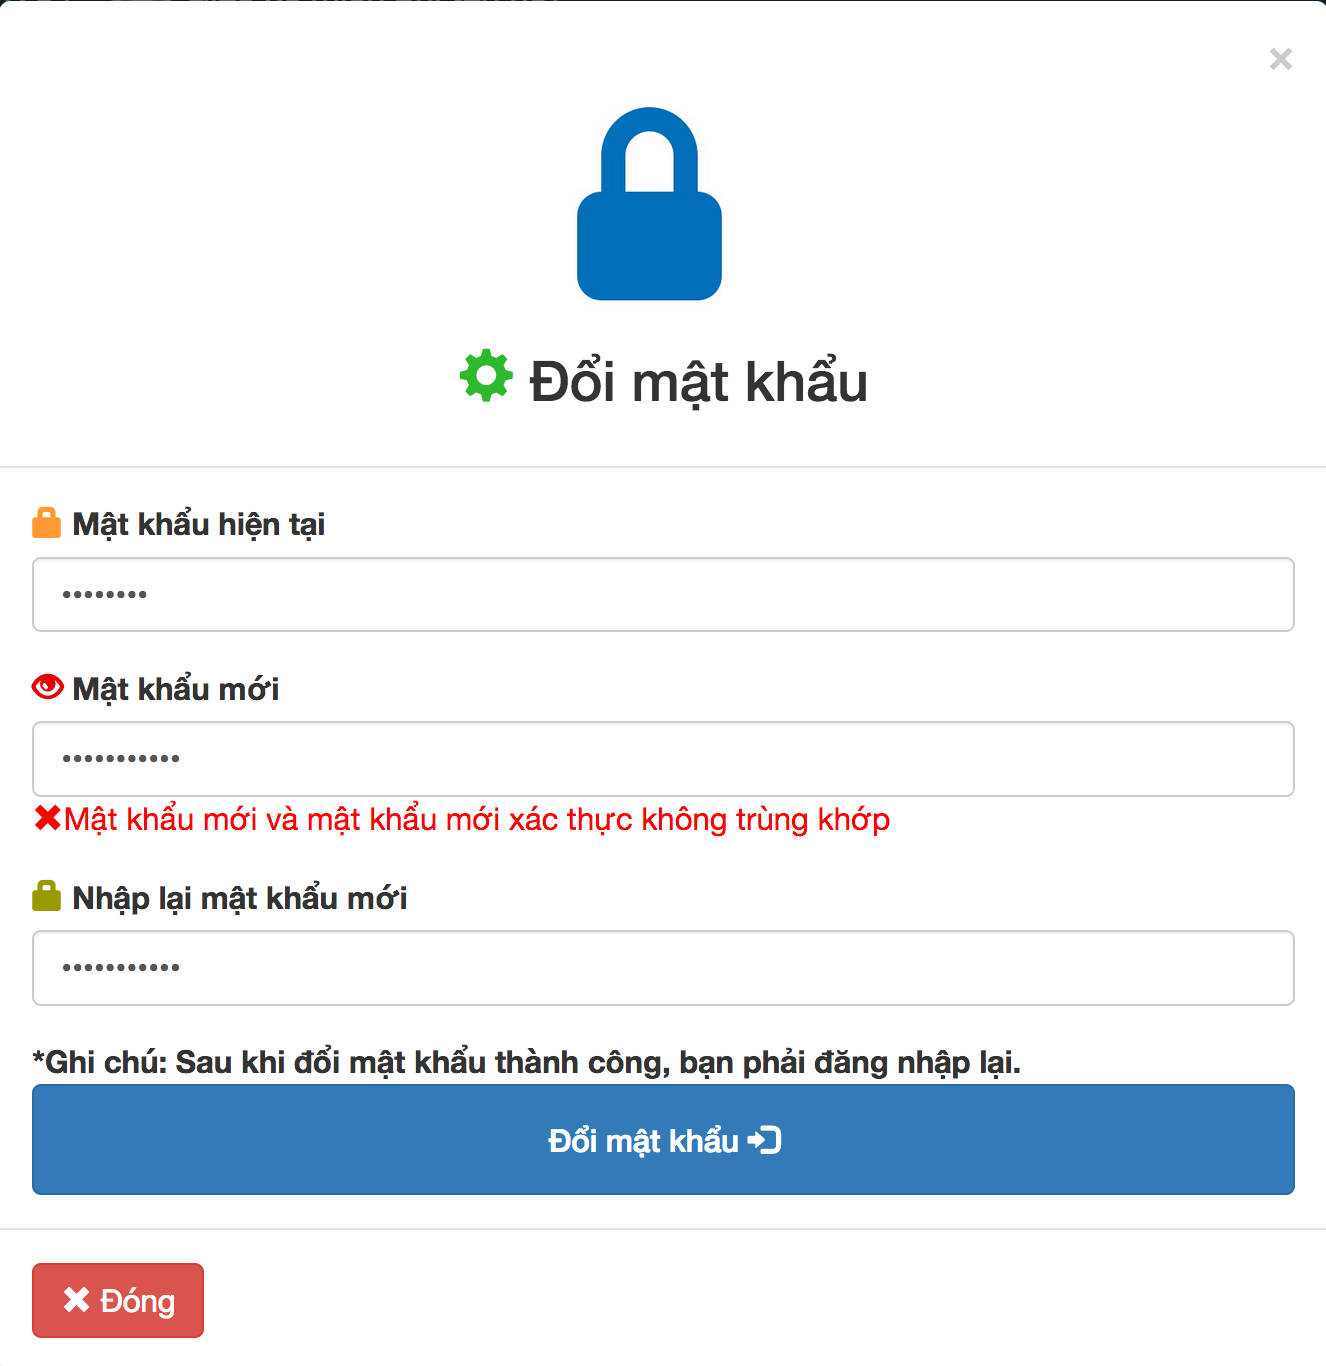 Đổi mật khẩu
Mật khẩu hiện tại
••••••••
Mật khẩu mới
•••••••••••
Mật khẩu mới và mật khẩu mới xác thực không trùng khớp
Nhập lại mật khẩu mới
•••••••••••
*Ghi chú: Sau khi đổi mật khẩu thành công, bạn phải đăng nhập lại.
Đổi mật khẩu
Đóng